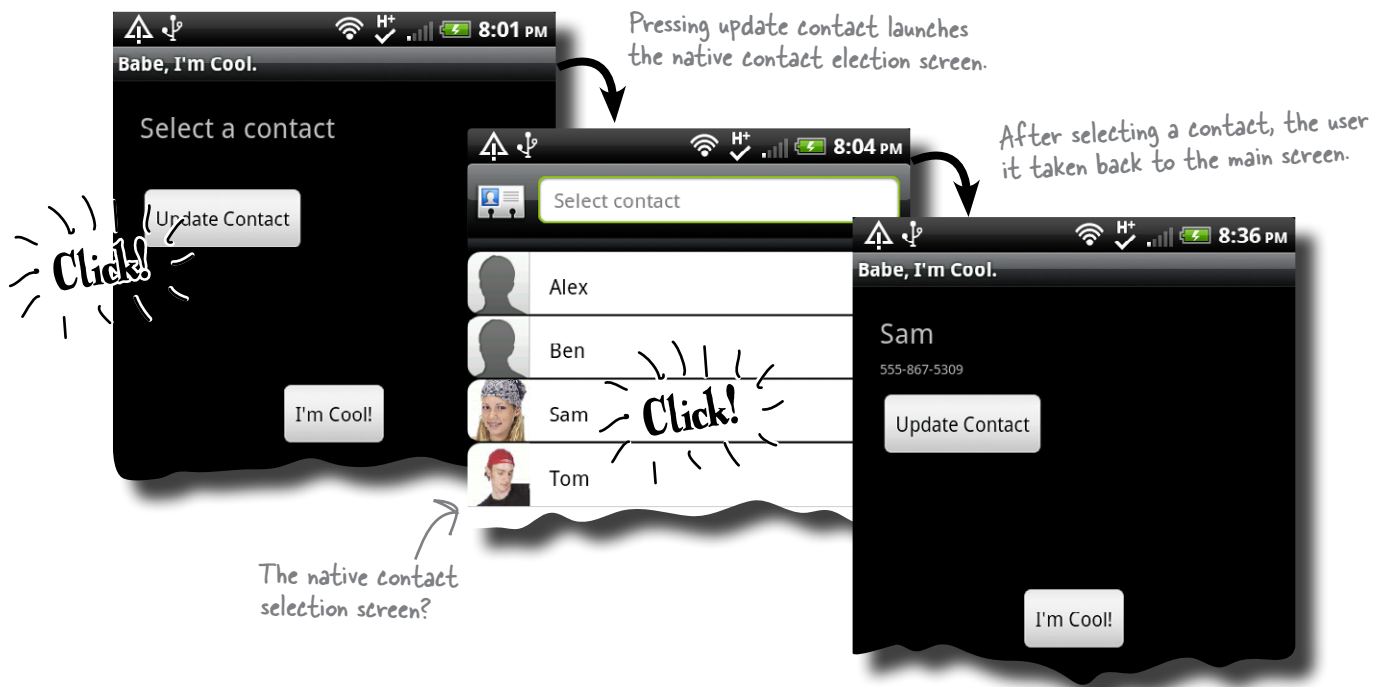 H+ 8:01 PM
Babe, I'm Cool.
Select a contact
Update Contact
Click!
I'm Cool!
Pressing update contact launches
the native contact election screen.
H+ 8:04 PM
Select contact
Alex
Ben
Sam
Click!
Tom
The native contact
selection screen?
After selecting a contact, the user
it taken back to the main screen.
H+ 8:36 PM
Babe, I'm Cool.
Sam
555-867-5309
Update Contact
I'm Cool!